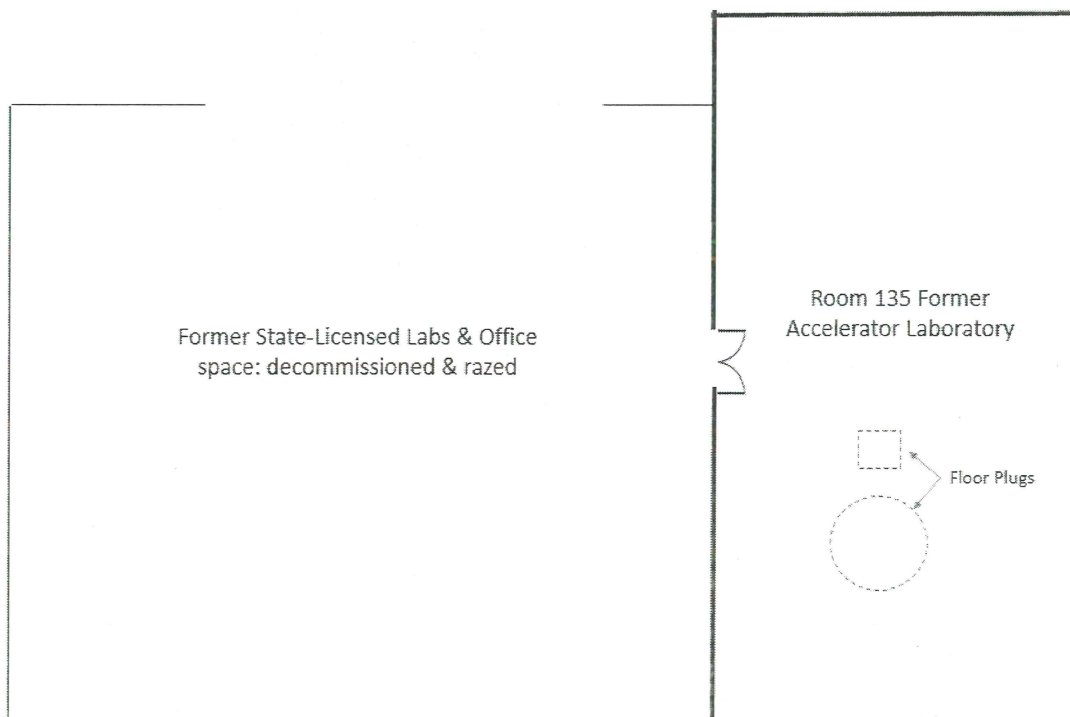 Former State-Licensed Labs & Office
space: decommissioned & razed
Room 135 Former
Accelerator Laboratory
Floor Plugs